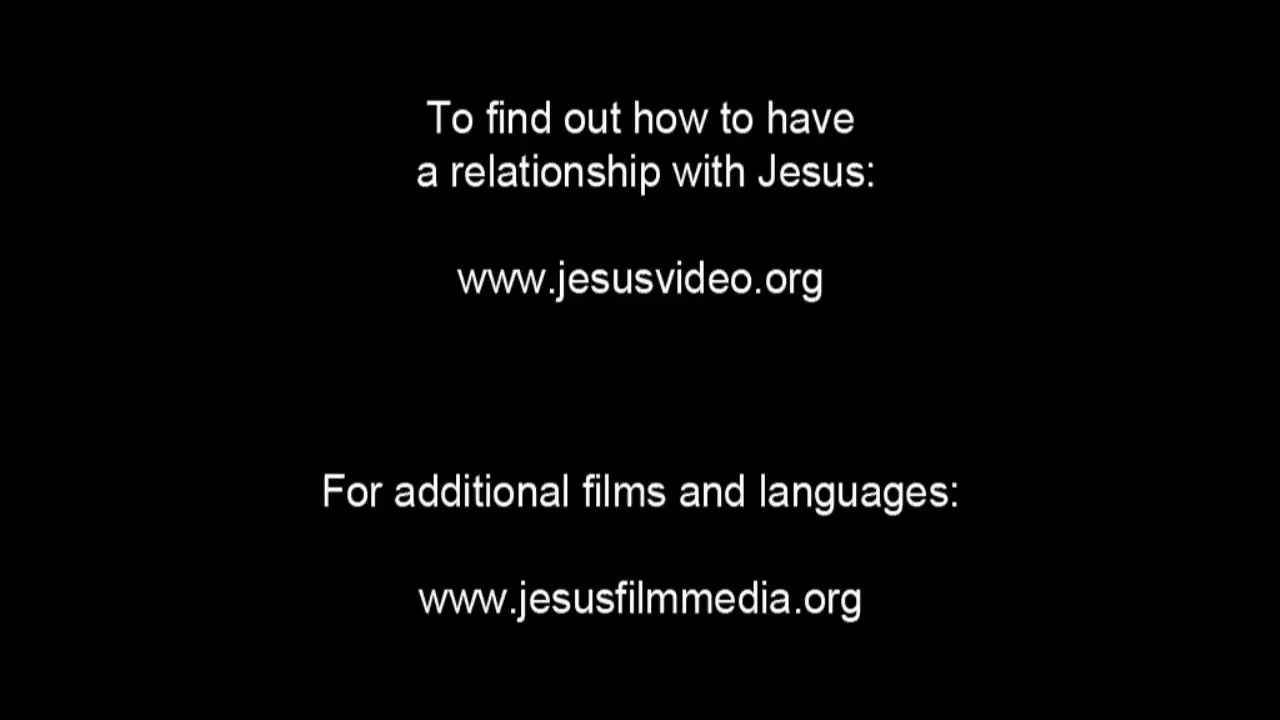 To find out how to have
a relationship with Jesus:
www.jesusvideo.org
For additional films and languages:
www.jesusfilmmedia.org